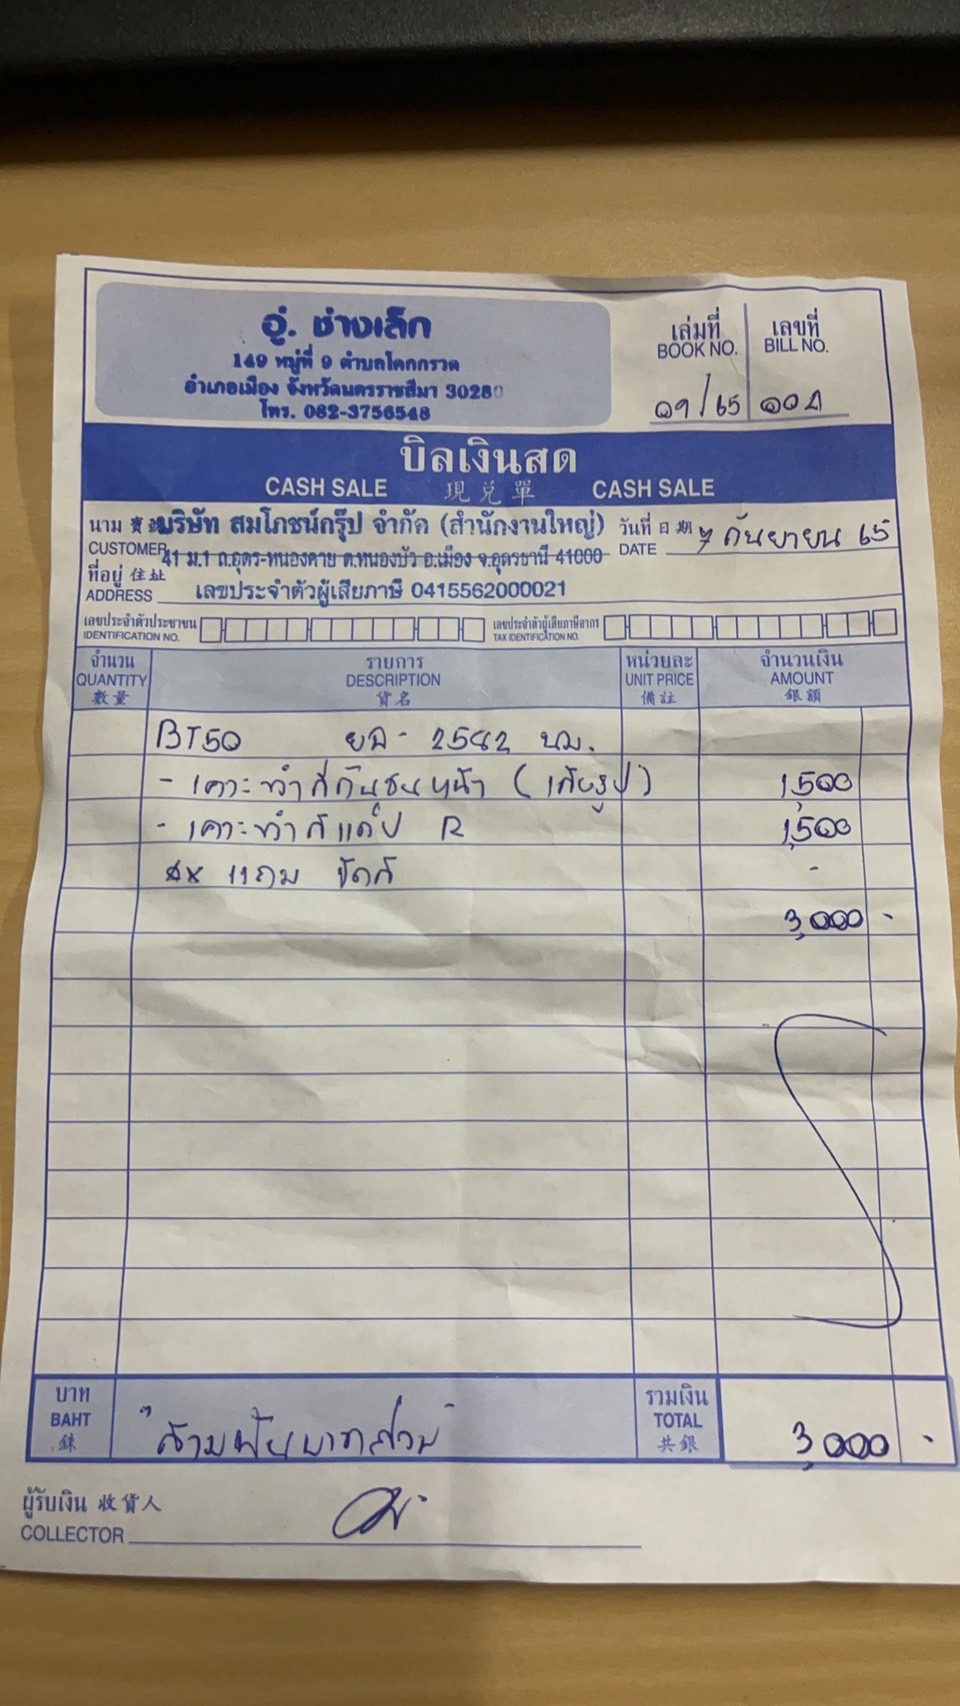 อู่. ช่างเล็ก
149 หมู่ที่ 9 ตำบลโคกกรวด
อำเภอเมือง จังหวัดนครราชสีมา 30280
โทร. 062-3756548
เล่มที่ เลขที่
BOOK NO. BILL NO.
๐๑/65 ๑๐๘
บิลเงินสด
CASH SALE 現兌單 CASH SALE
นาม บริษัท สมโภชน์กรุ๊ป จำกัด (สำนักงานใหญ่) วันที่ 日期 7 กันยายน 65
CUSTOMER 41 ม.1 ถ.อุดร-หนองคาย ต.หนองบัว อ.เมือง จ.อุดรธานี 41000 DATE
ที่อยู่ 住址
ADDRESS เลขประจำตัวผู้เสียภาษี 0415562000021
เลขประจำตัวประชาชน เลขประจำตัวผู้เสียภาษีอากร
IDENTIFICATION NO. TAX IDENTIFICATION NO.
จำนวน รายการ หน่วยละ จำนวนเงิน
QUANTITY DESCRIPTION UNIT PRICE AMOUNT
數量 貨名 備註 銀額
BT50 2542 นม.
- เคาะทำสีกันชนหน้า ( 1,500
- เคาะทำสีแค้ป R 1,500
แถม ขัดสี -
3,000 -
บาท รวมเงิน
BAHT "สามพันบาทถ้วน" TOTAL 3,000 -
銖 共銀
ผู้รับเงิน 收貨人
COLLECTOR